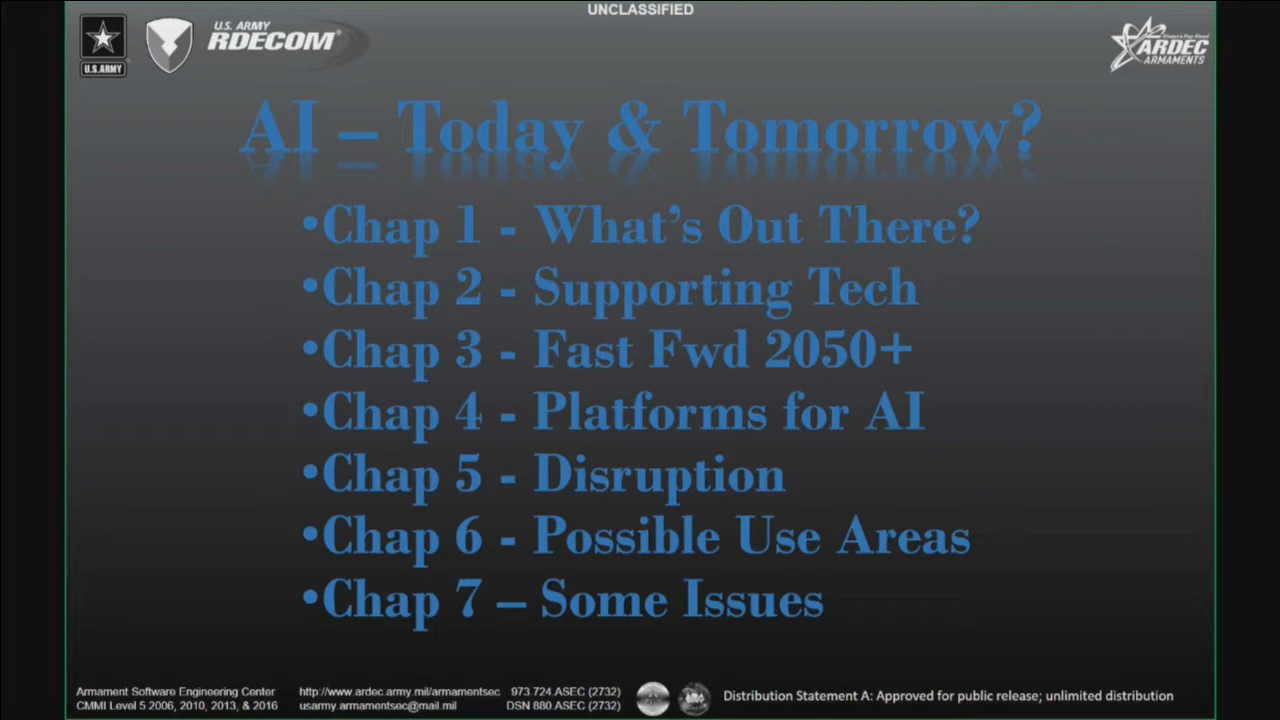 UNCLASSIFIED
U.S. ARMY
U.S. ARMY
RDECOM®
ARDEC
ARMAMENTS
AI – Today & Tomorrow?
•Chap 1 - What's Out There?
•Chap 2 - Supporting Tech
•Chap 3 - Fast Fwd 2050+
•Chap 4 - Platforms for AI
•Chap 5 - Disruption
•Chap 6 - Possible Use Areas
•Chap 7 – Some Issues
Armament Software Engineering Center
CMMI Level 5 2006, 2010, 2013, & 2016
http://www.ardec.army.mil/armamentsec
usarmy.armamentsec@mail.mil
973.724.ASEC (2732)
DSN 880.ASEC (2732)
Distribution Statement A: Approved for public release; unlimited distribution